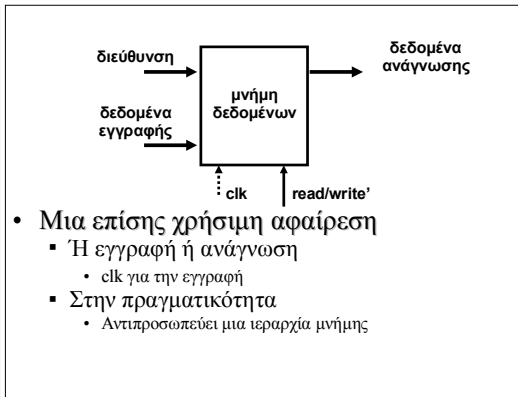 διεύθυνση
δεδομένα
εγγραφής
μνήμη
δεδομένων
δεδομένα
ανάγνωσης
clk
read/write’
• Μια επίσης χρήσιμη αφαίρεση
▪ Ή εγγραφή ή ανάγνωση
• clk για την εγγραφή
▪ Στην πραγματικότητα
• Αντιπροσωπεύει μια ιεραρχία μνήμης